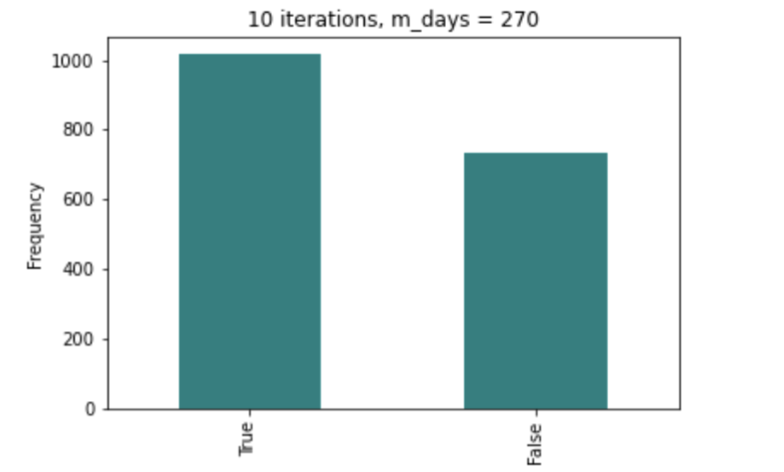 10 iterations, m_days = 270
1000
800
600
400
200
0
Frequency
True
False